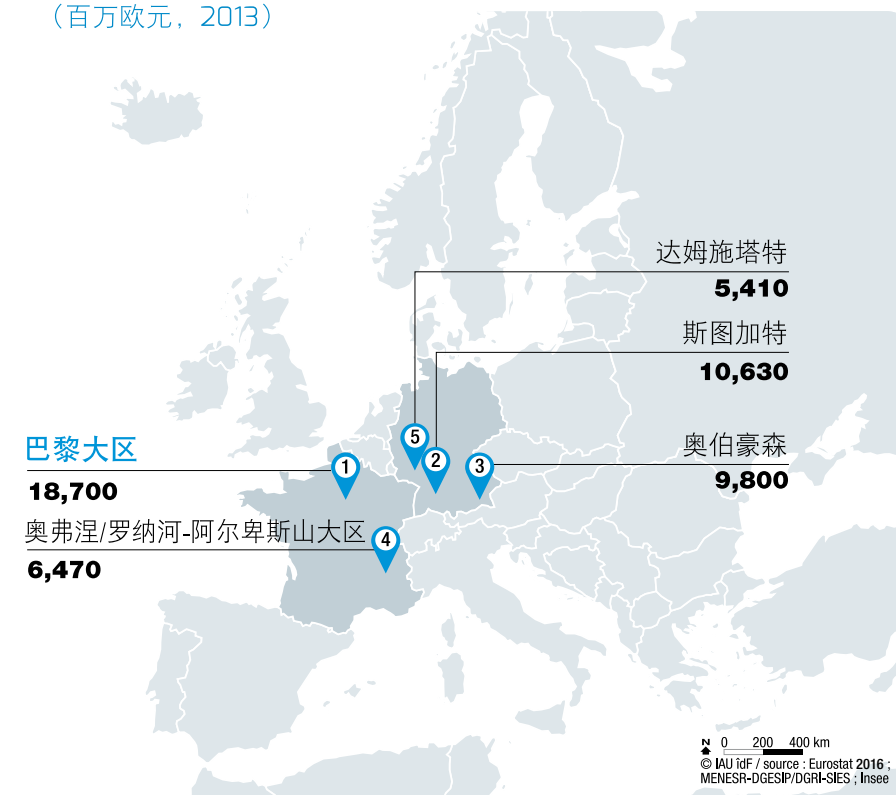 （百万欧元，2013）
达姆施塔特
5,410
斯图加特
10,630
5
2
巴黎大区
1
3
奥伯豪森
18,700
9,800
奥弗涅/罗纳河-阿尔卑斯山大区
4
6,470
N 0 200 400 km
© IAU îdF / source : Eurostat 2016 ;
MENESR-DGESIP/DGRI-SIES ; Insee